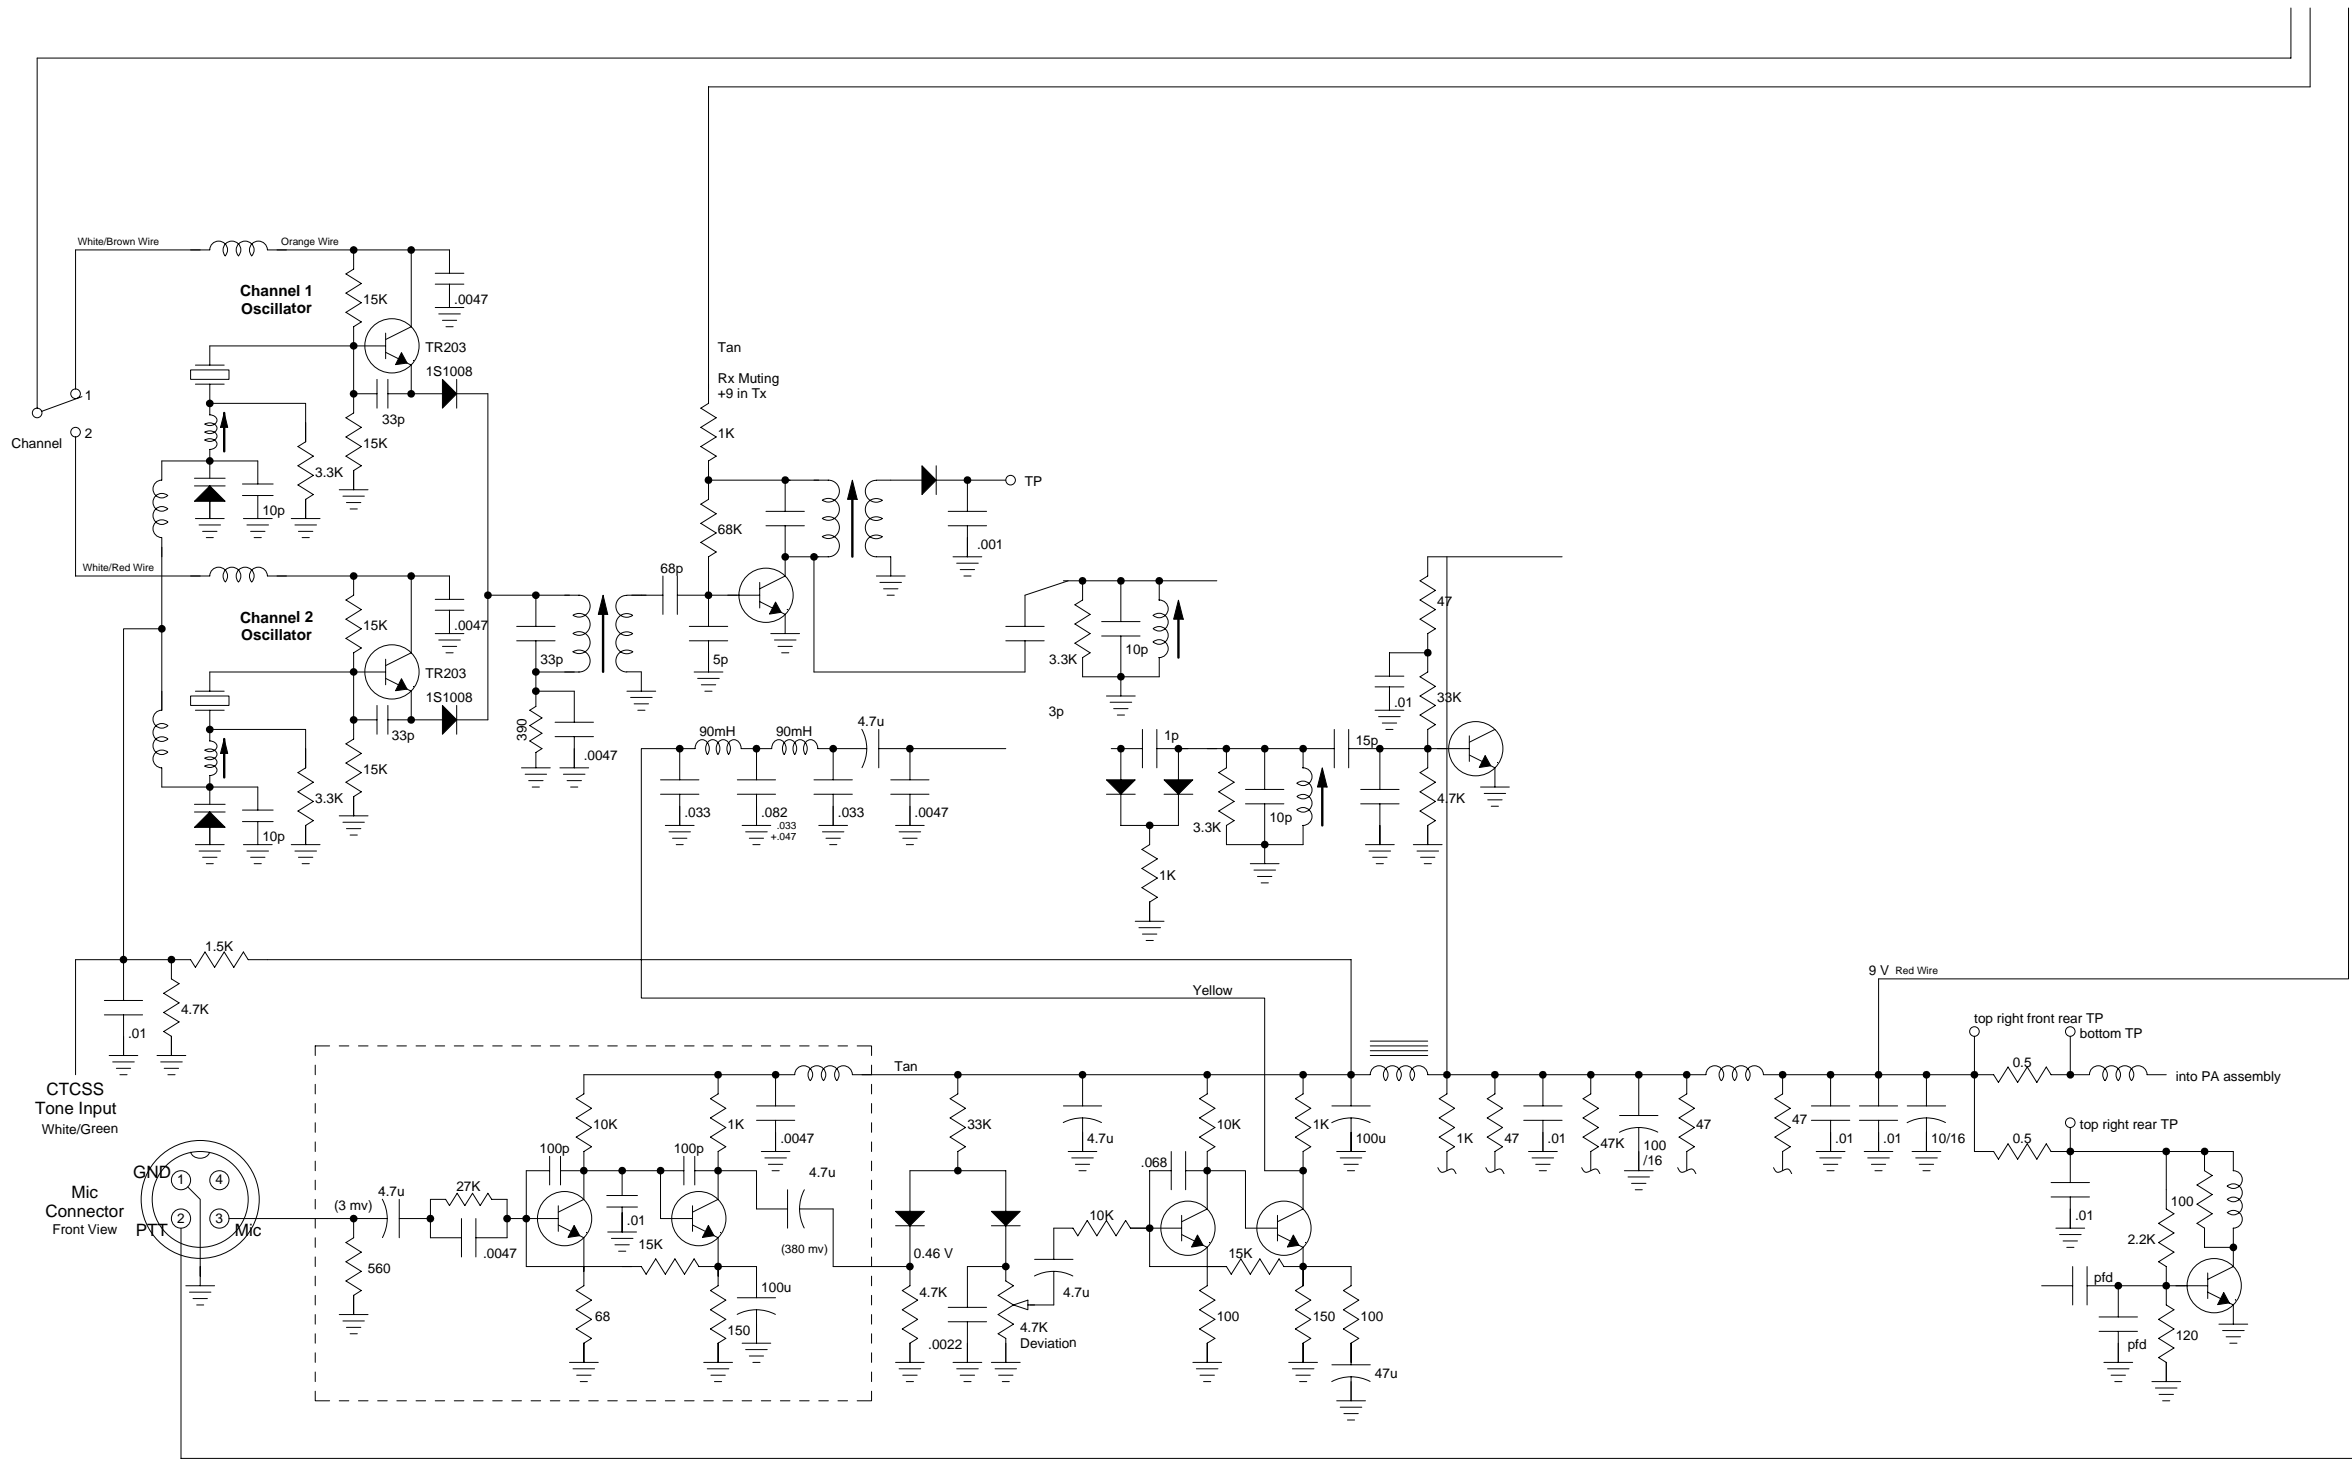 White/Brown Wire
Orange Wire
Channel 1
Oscillator
15K
.0047
TR203
1S1008
33p
15K
1
Channel
2
3.3K
10p
White/Red Wire
Channel 2
Oscillator
15K
.0047
TR203
1S1008
33p
15K
3.3K
10p
Tan
Rx Muting
+9 in Tx
1K
68K
TP
.001
68p
5p
33p
390
.0047
3.3K
10p
3p
90mH
90mH
4.7u
.033
.082
.033
+.047
.033
.0047
1p
15p
3.3K
10p
1K
47
.01
33K
4.7K
1.5K
4.7K
.01
CTCSS
Tone Input
White/Green
Yellow
9 V Red Wire
top right front rear TP
bottom TP
0.5
into PA assembly
top right rear TP
0.5
Tan
10K
1K
.0047
100p
100p
4.7u
33K
4.7u
10K
1K
100u
1K
47
.01
47K
100
/16
47
47
.01
.01
10/16
GND
1
4
Mic
Connector
Front View
2
3
PTT
Mic
(3 mv)
4.7u
27K
.0047
.01
15K
560
68
150
100u
(380 mv)
0.46 V
4.7K
.0022
4.7K
Deviation
4.7u
10K
.068
15K
100
150
100
47u
.01
100
2.2K
pfd
pfd
120